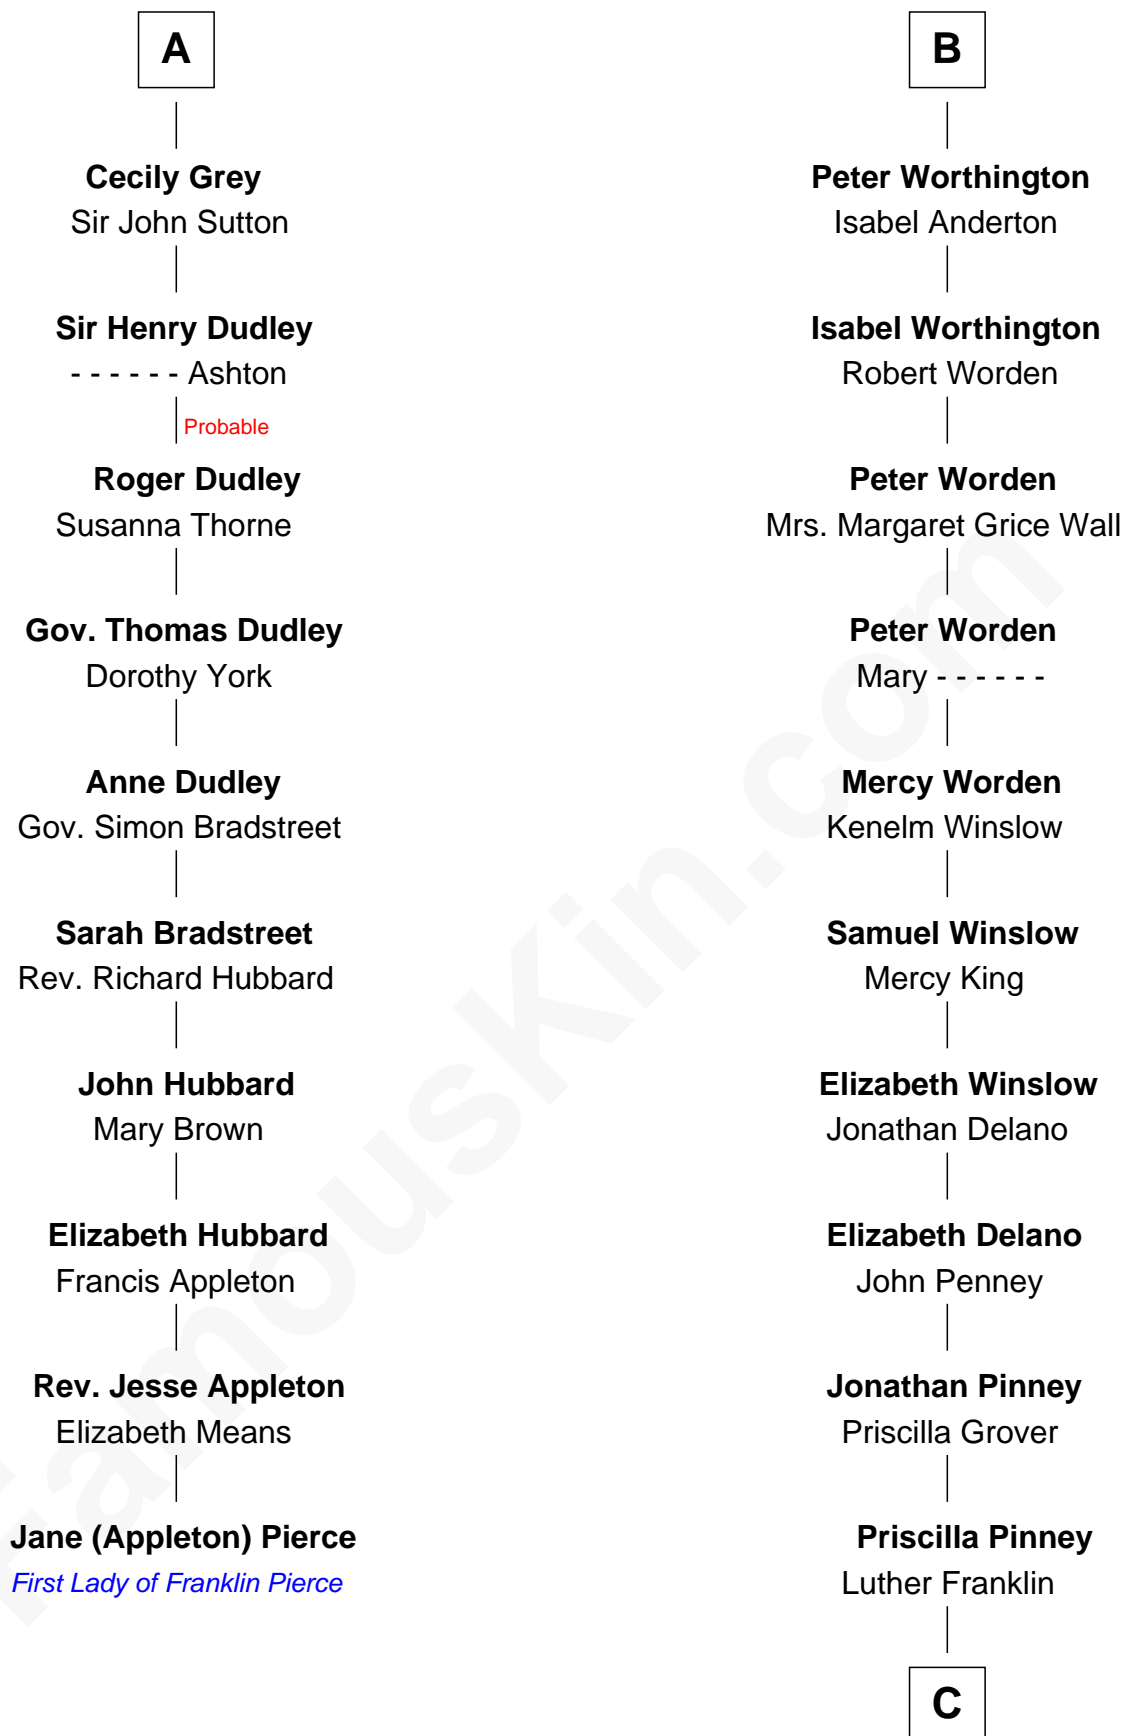 A
Cecily Grey
Sir John Sutton
Sir Henry Dudley
- - - - - - Ashton
Probable
Roger Dudley
Susanna Thorne
Gov. Thomas Dudley
Dorothy York
Anne Dudley
Gov. Simon Bradstreet
Sarah Bradstreet
Rev. Richard Hubbard
John Hubbard
Mary Brown
Elizabeth Hubbard
Francis Appleton
Rev. Jesse Appleton
Elizabeth Means
Jane (Appleton) Pierce
First Lady of Franklin Pierce
B
Peter Worthington
Isabel Anderton
Isabel Worthington
Robert Worden
Peter Worden
Mrs. Margaret Grice Wall
Peter Worden
Mary - - - - - -
Mercy Worden
Kenelm Winslow
Samuel Winslow
Mercy King
Elizabeth Winslow
Jonathan Delano
Elizabeth Delano
John Penney
Jonathan Pinney
Priscilla Grover
Priscilla Pinney
Luther Franklin
C
FamousKin.com